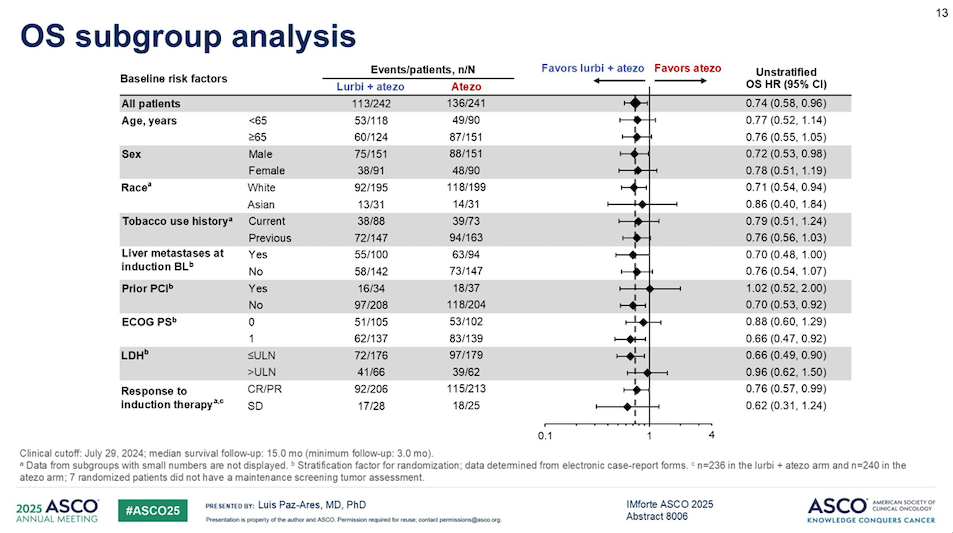 13
OS subgroup analysis
Baseline risk factors
Events/patients, n/N
Lurbi + atezo Atezo
Favors lurbi + atezo Favors atezo
Unstratified
OS HR (95% CI)
All patients 113/242 136/241 0.74 (0.58, 0.96)
Age, years <65 53/118 49/90 0.77 (0.52, 1.14)
≥65 60/124 87/151 0.76 (0.55, 1.05)
Sex Male 75/151 88/151 0.72 (0.53, 0.98)
Female 38/91 48/90 0.78 (0.51, 1.19)
Raceᵃ White 92/195 118/199 0.71 (0.54, 0.94)
Asian 13/31 14/31 0.86 (0.40, 1.84)
Tobacco use historyᵃ Current 38/88 39/73 0.79 (0.51, 1.24)
Previous 72/147 94/163 0.76 (0.56, 1.03)
Liver metastases at
induction BLᵇ
Yes 55/100 63/94 0.70 (0.48, 1.00)
No 58/142 73/147 0.76 (0.54, 1.07)
Prior PCIᵇ Yes 16/34 18/37 1.02 (0.52, 2.00)
No 97/208 118/204 0.70 (0.53, 0.92)
ECOG PSᵇ 0 51/105 53/102 0.88 (0.60, 1.29)
1 62/137 83/139 0.66 (0.47, 0.92)
LDHᵇ ≤ULN 72/176 97/179 0.66 (0.49, 0.90)
>ULN 41/66 39/62 0.96 (0.62, 1.50)
Response to
induction therapyᵃ,ᶜ
CR/PR 92/206 115/213 0.76 (0.57, 0.99)
SD 17/28 18/25 0.62 (0.31, 1.24)
0.1 1 4
Clinical cutoff: July 29, 2024; median survival follow-up: 15.0 mo (minimum follow-up: 3.0 mo).
ᵃ Data from subgroups with small numbers are not displayed. ᵇ Stratification factor for randomization; data determined from electronic case-report forms. ᶜ n=236 in the lurbi + atezo arm and n=240 in the
atezo arm; 7 randomized patients did not have a maintenance screening tumor assessment.
2025 ASCO
ANNUAL MEETING
#ASCO25
PRESENTED BY: Luis Paz-Ares, MD, PhD
Presentation is property of the author and ASCO. Permission required for reuse; contact permissions@asco.org.
IMforte ASCO 2025
Abstract 8006
ASCO AMERICAN SOCIETY OF
CLINICAL ONCOLOGY
KNOWLEDGE CONQUERS CANCER